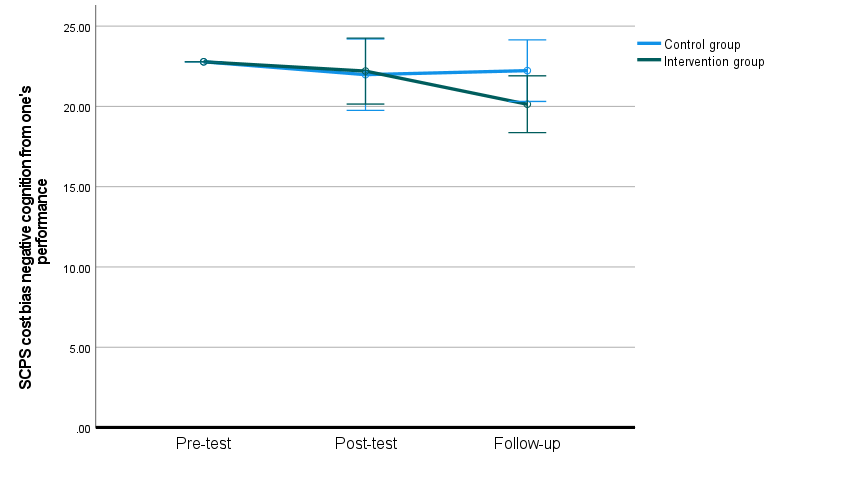 25.00
20.00
15.00
10.00
5.00
.00
SCPS cost bias negative cognition from one's
performance
Pre-test
Post-test
Follow-up
Control group
Intervention group